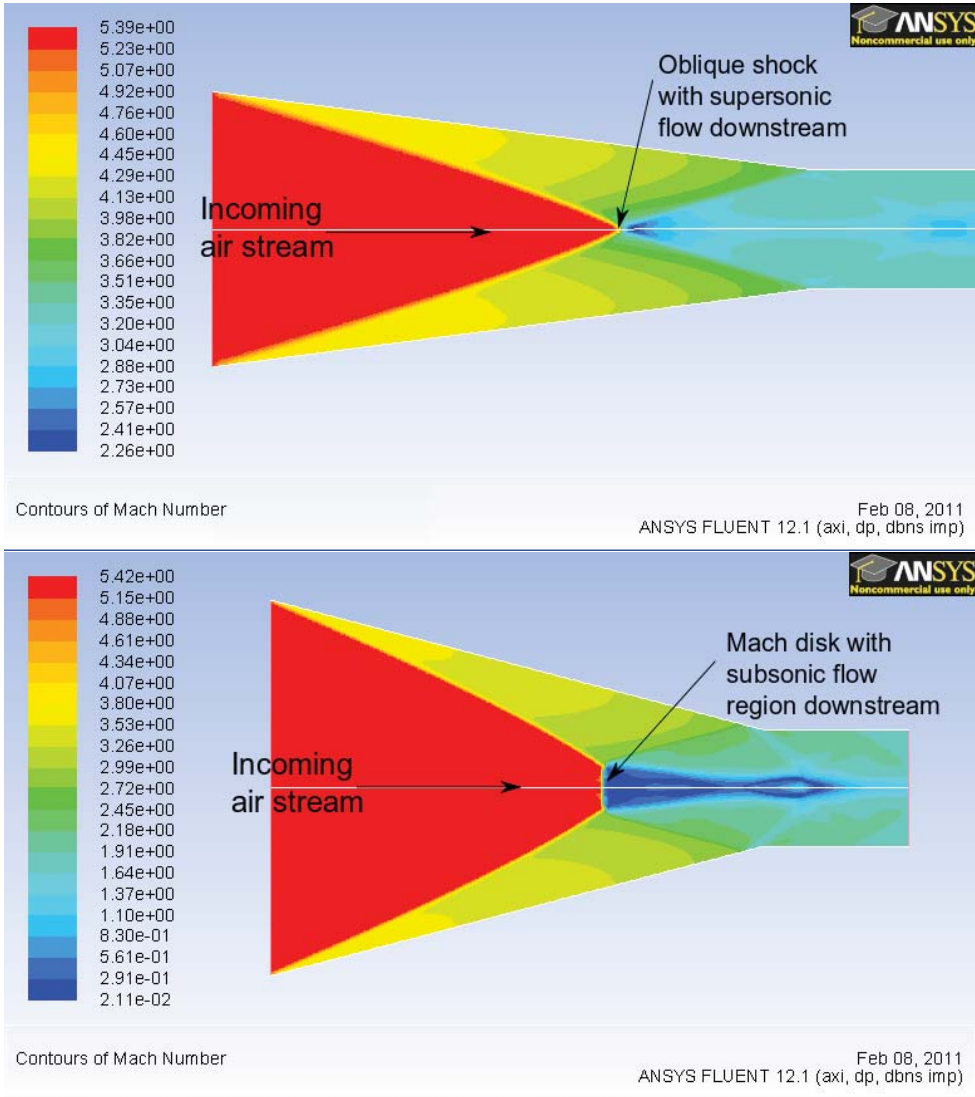 5.39e+00
5.23e+00
5.07e+00
4.92e+00
4.76e+00
4.60e+00
4.45e+00
4.29e+00
4.13e+00
3.98e+00
3.82e+00
3.66e+00
3.51e+00
3.35e+00
3.20e+00
3.04e+00
2.88e+00
2.73e+00
2.57e+00
2.41e+00
2.26e+00
ANSYS
Noncommercial use only
Oblique shock
with supersonic
flow downstream
Incoming
air stream
Contours of Mach Number
Feb 08, 2011
ANSYS FLUENT 12.1 (axi, dp, dbns imp)
5.42e+00
5.15e+00
4.88e+00
4.61e+00
4.34e+00
4.07e+00
3.80e+00
3.53e+00
3.26e+00
2.99e+00
2.72e+00
2.45e+00
2.18e+00
1.91e+00
1.64e+00
1.37e+00
1.10e+00
8.30e-01
5.61e-01
2.91e-01
2.11e-02
ANSYS
Noncommercial use only
Mach disk with
subsonic flow
region downstream
Incoming
air stream
Contours of Mach Number
Feb 08, 2011
ANSYS FLUENT 12.1 (axi, dp, dbns imp)